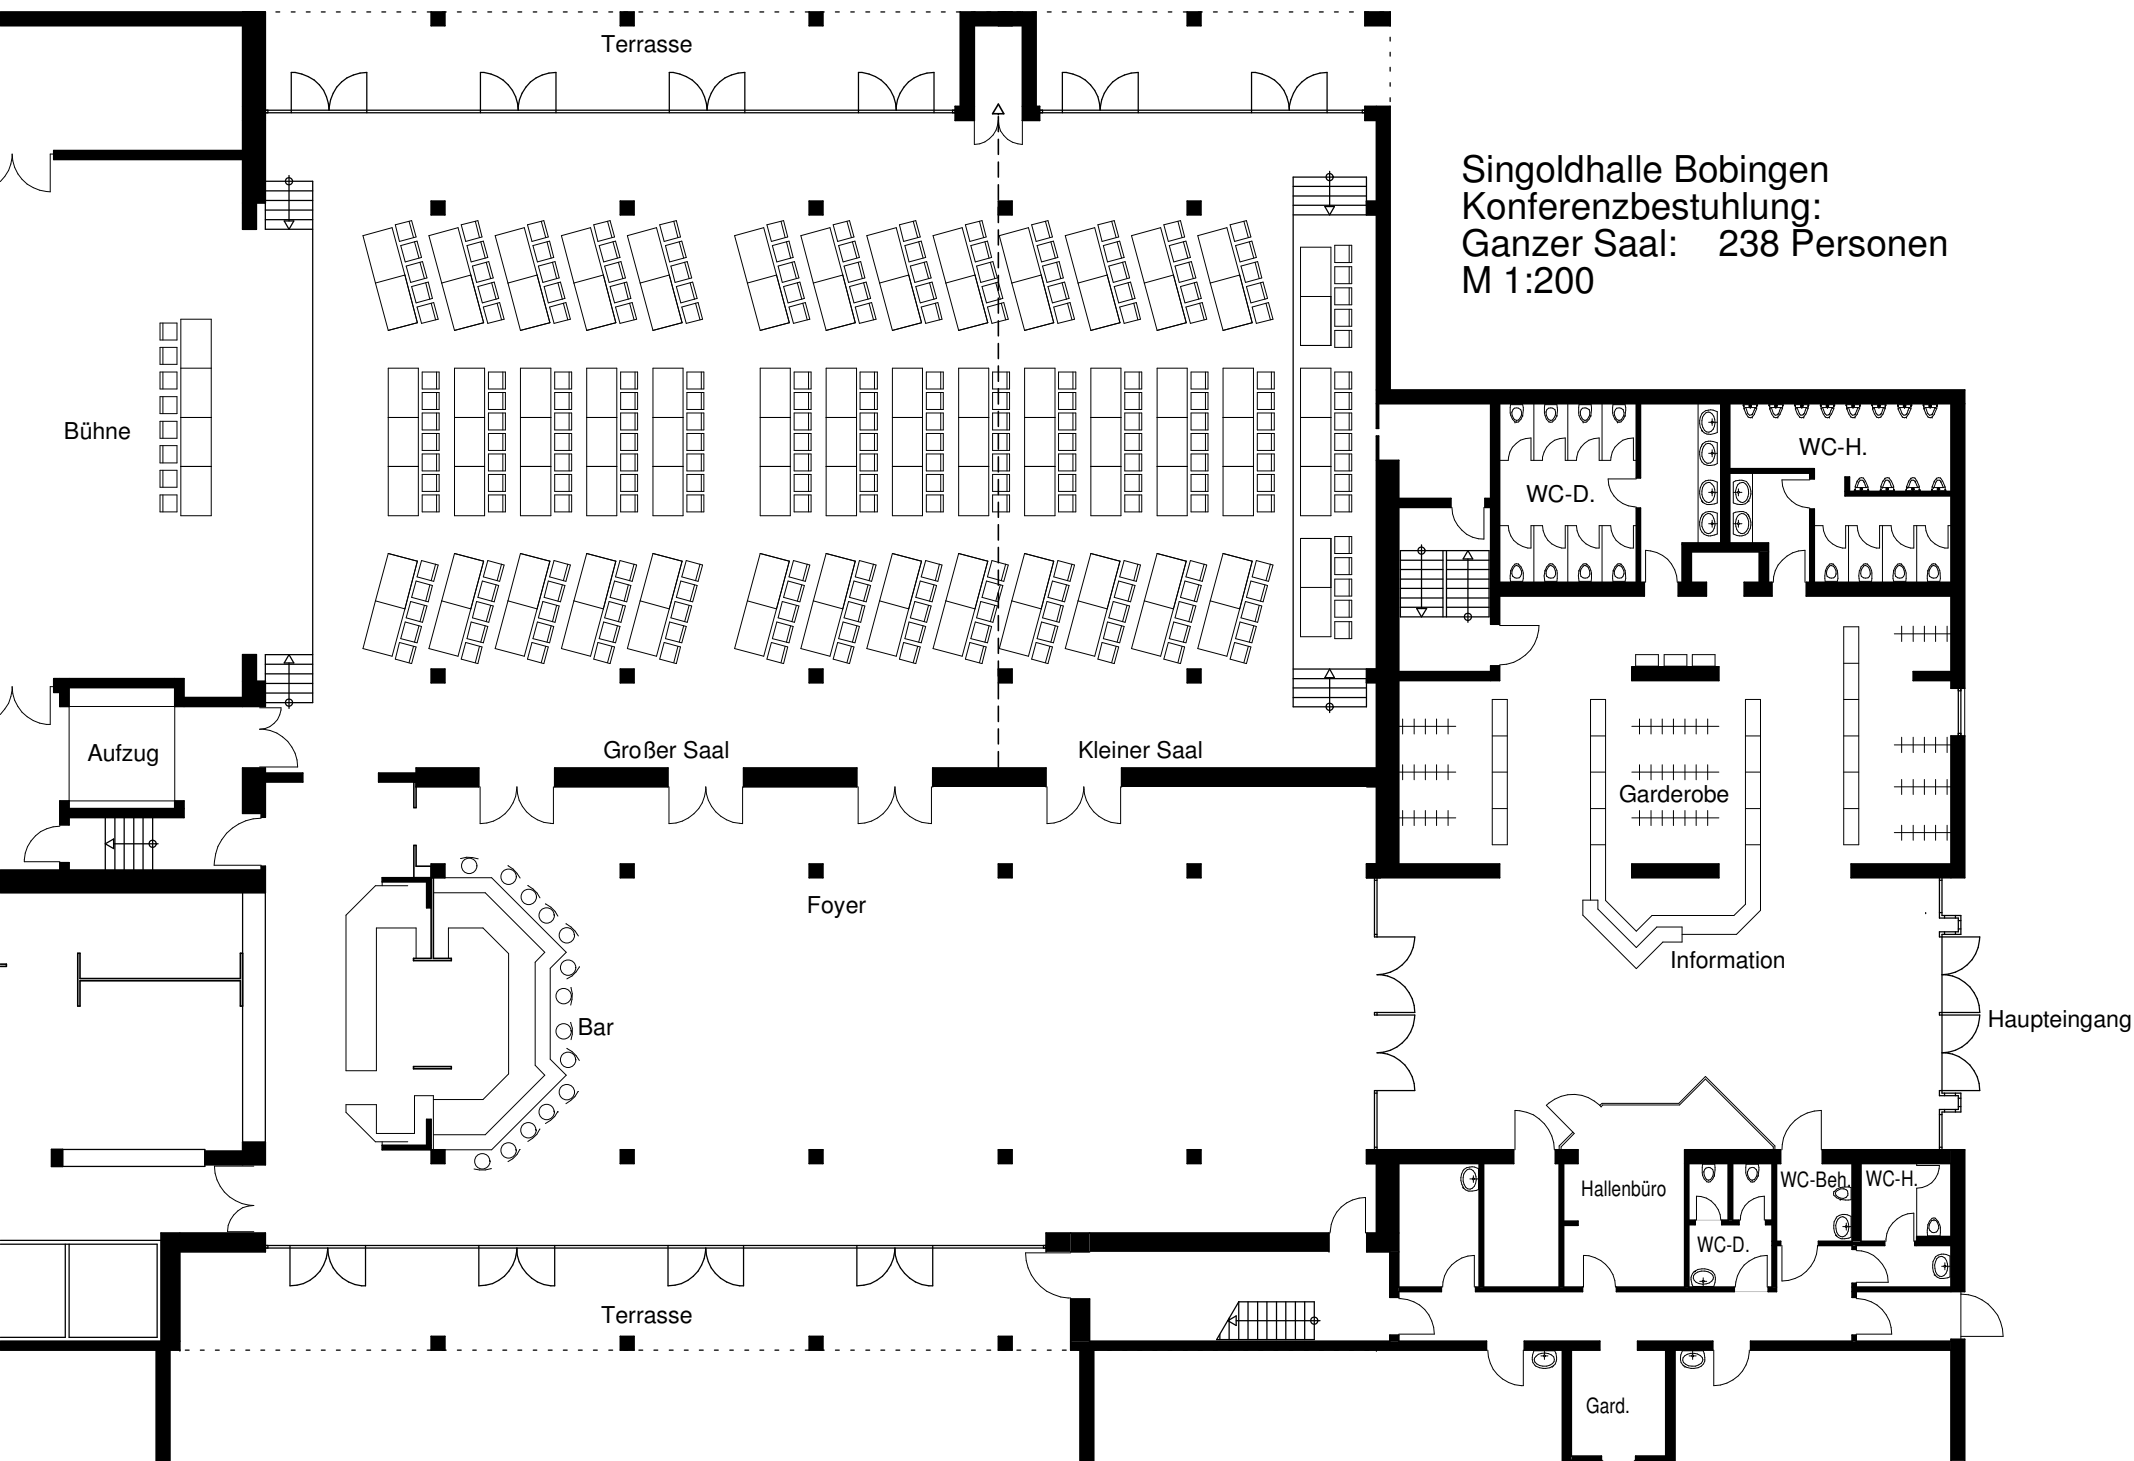 Terrasse
Singoldhalle Bobingen
Konferenzbestuhlung:
Ganzer Saal: 238 Personen
M 1:200
Bühne
WC-H.
WC-D.
Großer Saal
Kleiner Saal
Aufzug
Garderobe
Foyer
Information
Bar
Haupteingang
WC-Beh.
WC-H.
Hallenbüro
WC-D.
Terrasse
Gard.